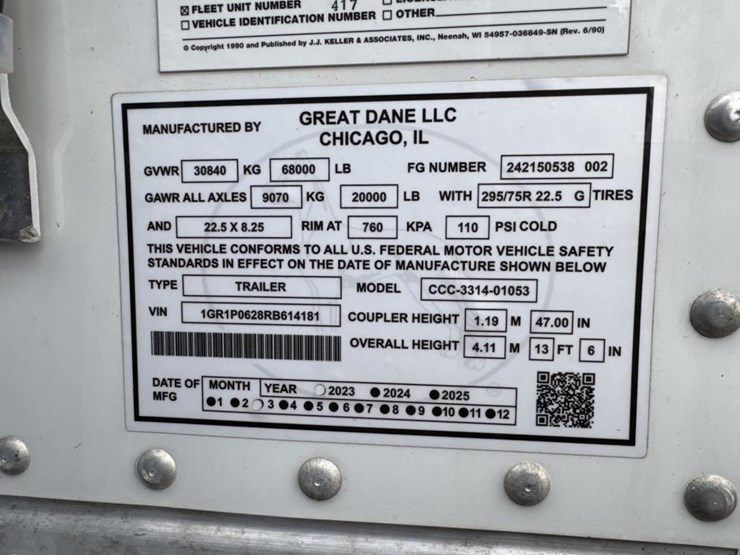 ☒ FLEET UNIT NUMBER 417
☐ VEHICLE IDENTIFICATION NUMBER ☐ OTHER
© Copyright 1990 and Published by J.J. KELLER & ASSOCIATES, INC., Neenah, WI 54957-0368 49-SN (Rev. 6/90)
MANUFACTURED BY GREAT DANE LLC
CHICAGO, IL
GVWR 30840 KG 68000 LB FG NUMBER 242150538 002
GAWR ALL AXLES 9070 KG 20000 LB WITH 295/75R 22.5 G TIRES
AND 22.5 X 8.25 RIM AT 760 KPA 110 PSI COLD
THIS VEHICLE CONFORMS TO ALL U.S. FEDERAL MOTOR VEHICLE SAFETY
STANDARDS IN EFFECT ON THE DATE OF MANUFACTURE SHOWN BELOW
TYPE TRAILER MODEL CCC-3314-01053
VIN 1GR1P0628RB614181 COUPLER HEIGHT 1.19 M 47.00 IN
OVERALL HEIGHT 4.11 M 13 FT 6 IN
DATE OF MFG MONTH YEAR 2023 2024 2025
1 2 3 4 5 6 7 8 9 10 11 12